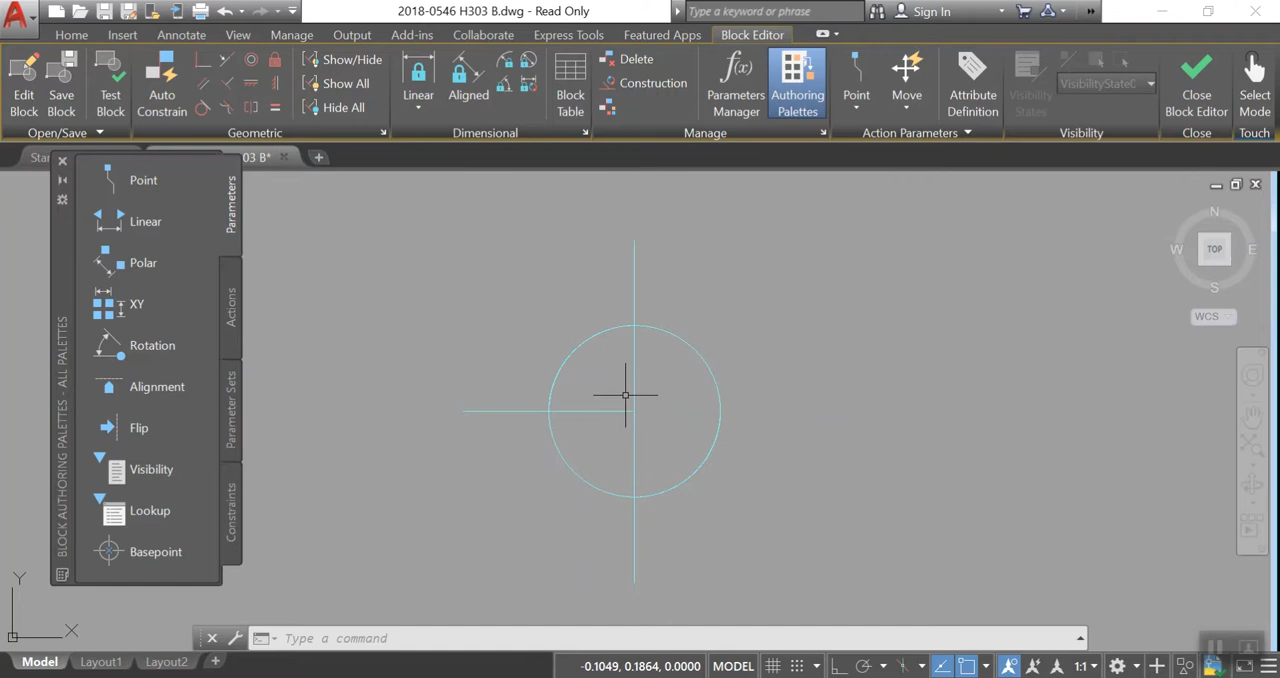 2018-0546 H303 B.dwg - Read Only
Type a keyword or phrase
Sign In
Home Insert Annotate View Manage Output Add-ins Collaborate Express Tools Featured Apps Block Editor
Edit Block
Save Block
Test Block
Auto Constrain
Show/Hide
Show All
Hide All
Linear
Aligned
Block Table
Delete
Construction
Parameters Manager
Authoring Palettes
Point
Move
Attribute Definition
Visibility States
VisibilityStateC
Close Block Editor
Select Mode
Open/Save Geometric Dimensional Manage Action Parameters Visibility Close Touch
Star
03 B*
Point
Linear
Polar
XY
Rotation
Alignment
Flip
Visibility
Lookup
Basepoint
Parameters
Actions
Parameter Sets
Constraints
BLOCK AUTHORING PALETTES - ALL PALETTES
N
W TOP E
S
WCS
Y
X
Type a command
Model Layout1 Layout2
-0.1049, 0.1864, 0.0000 MODEL 1:1